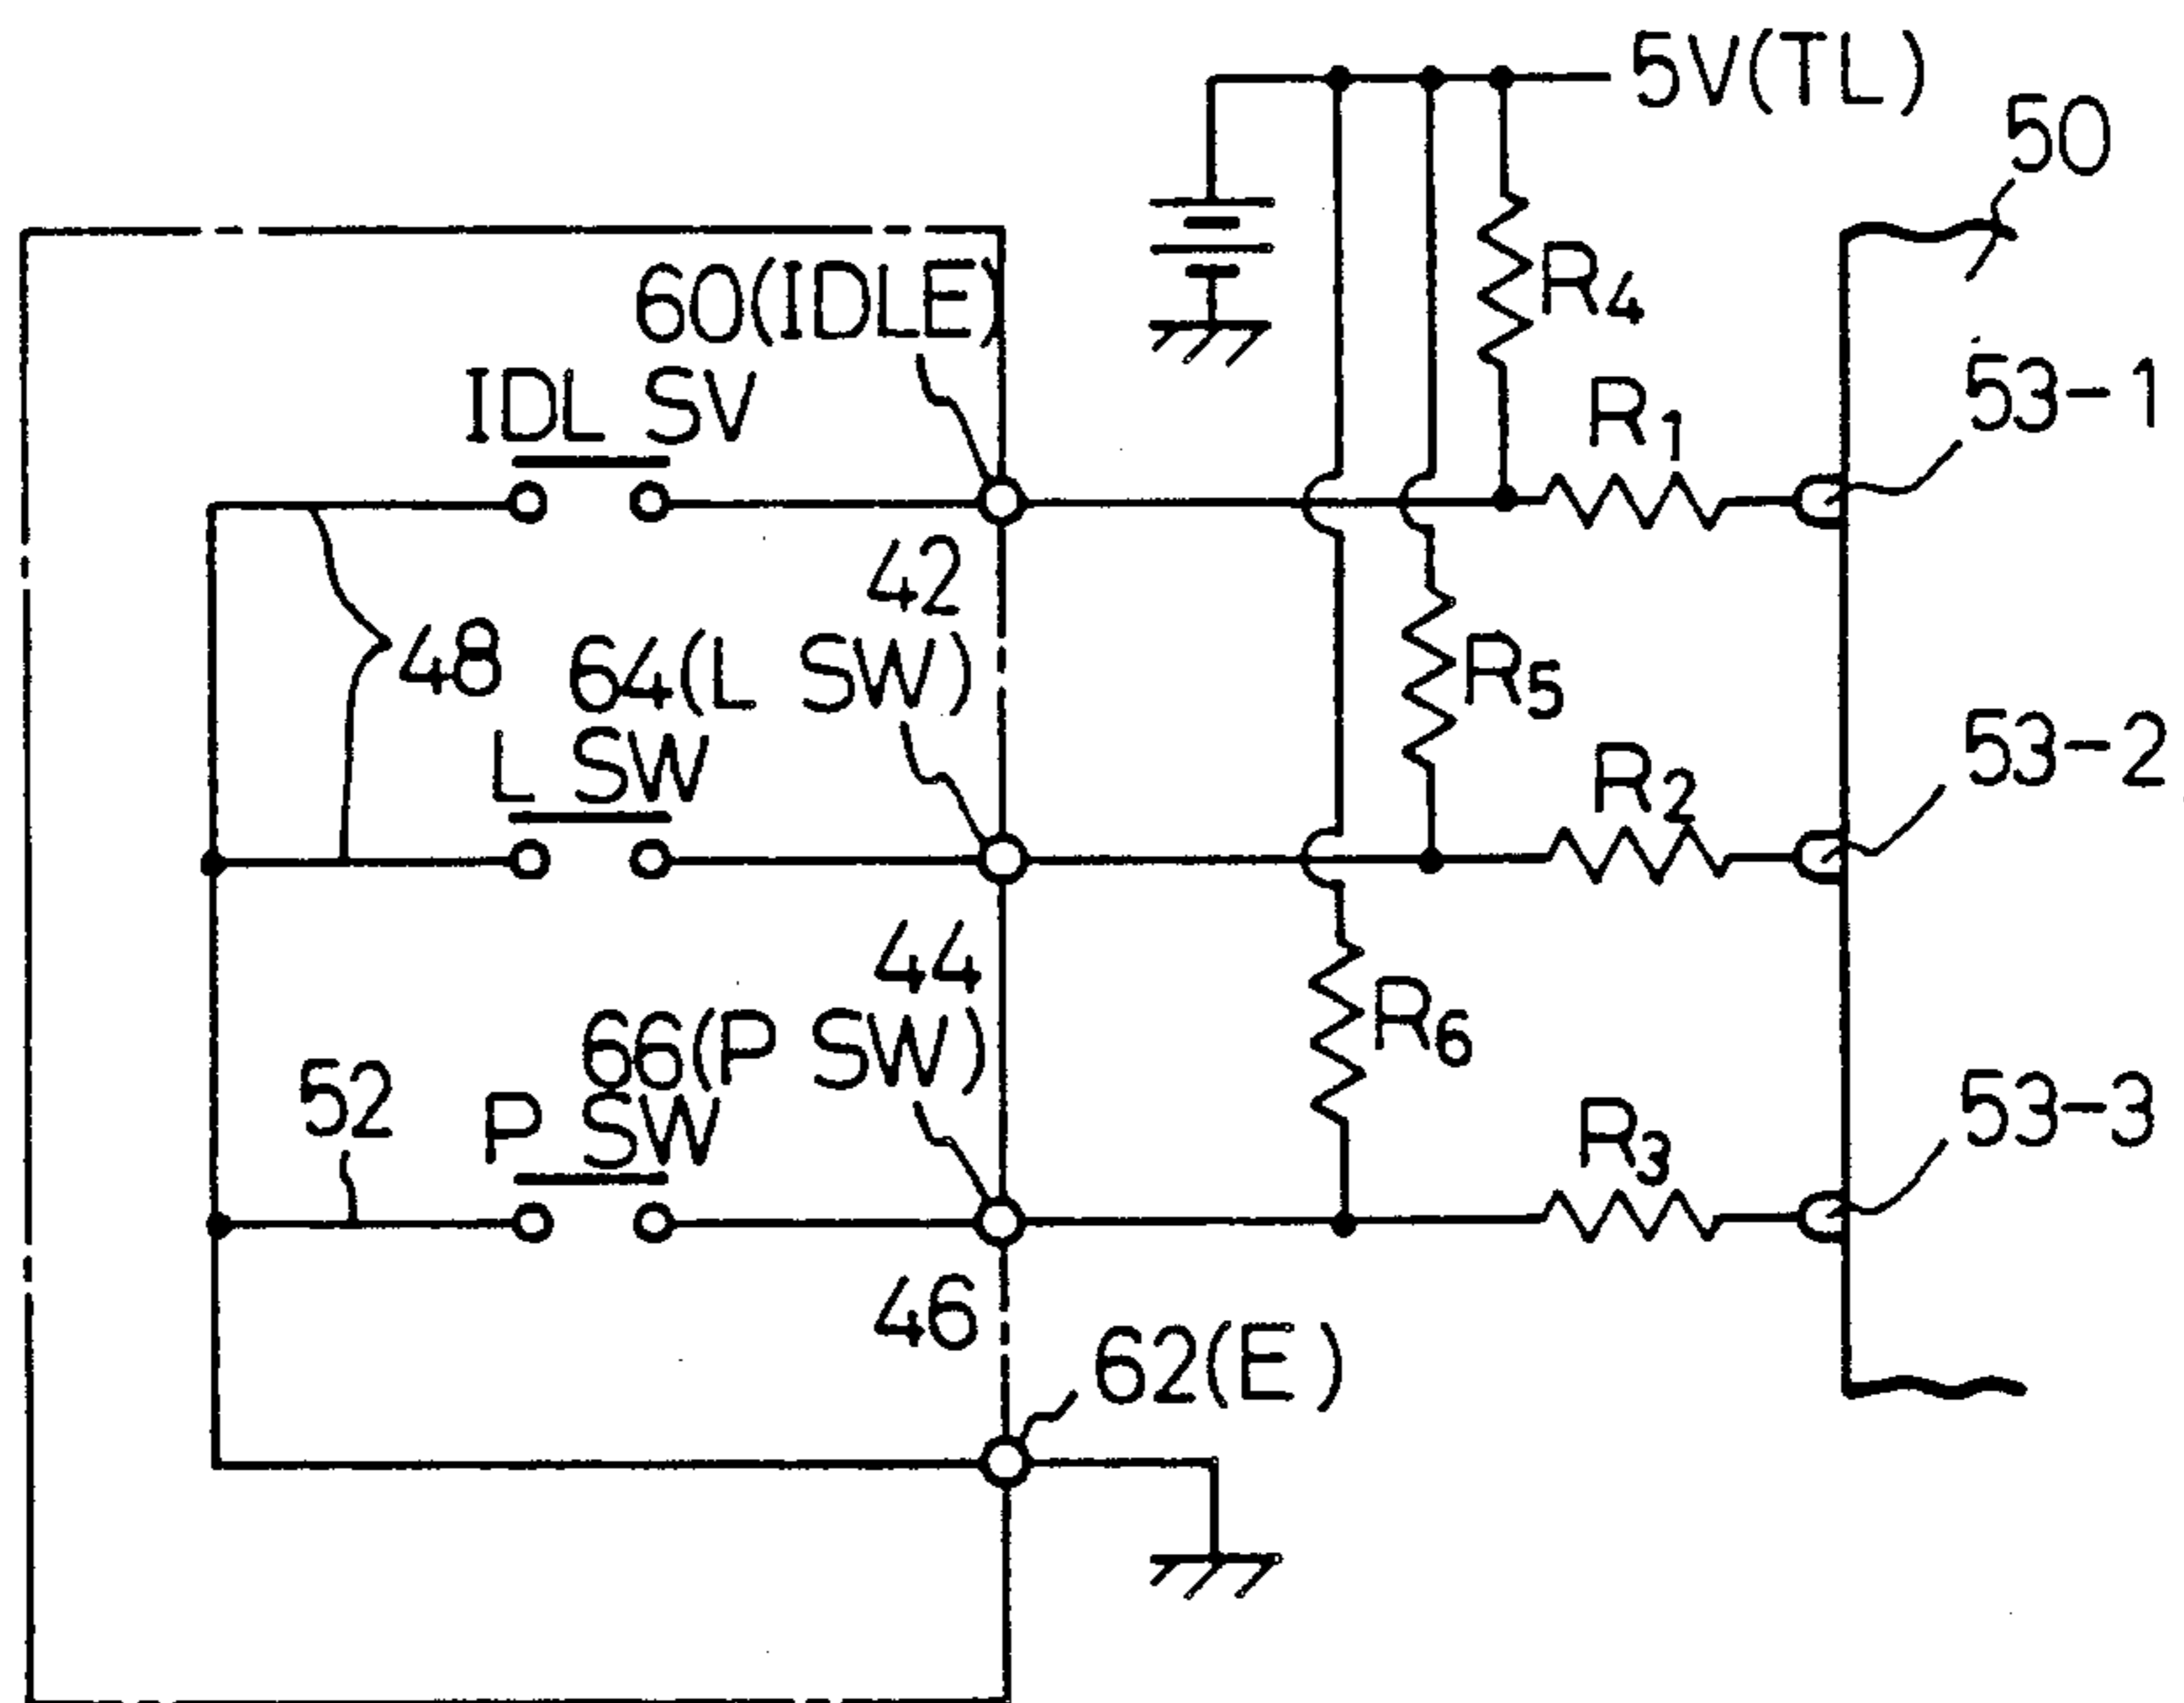 5V(TL)
50
60(IDLE)
IDL SV
R4
R1
53-1
42
48
64(L SW)
L SW
R5
R2
53-2
44
66(P SW)
52
P SW
R6
R3
53-3
46
62(E)